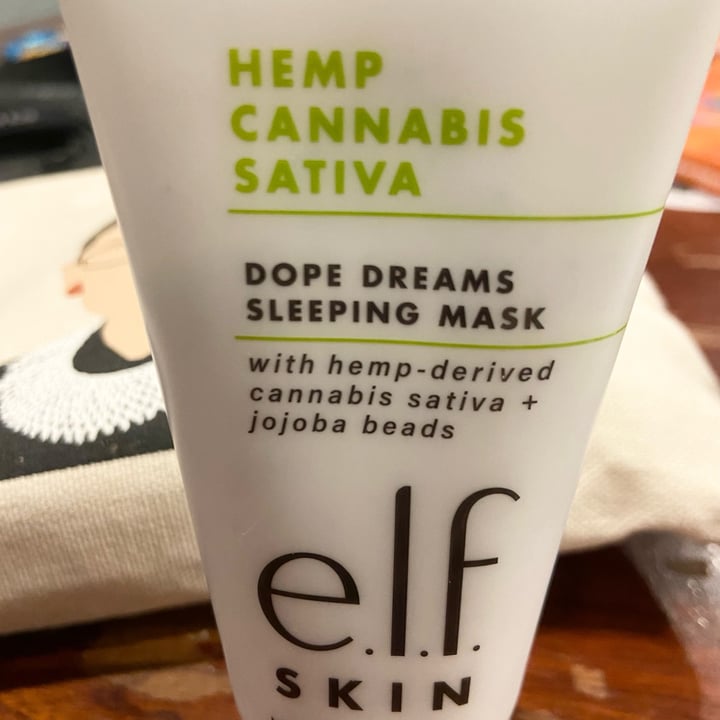 HEMP
CANNABIS
SATIVA
DOPE DREAMS
SLEEPING MASK
with hemp-derived
cannabis sativa +
jojoba beads
e.l.f.
SKIN